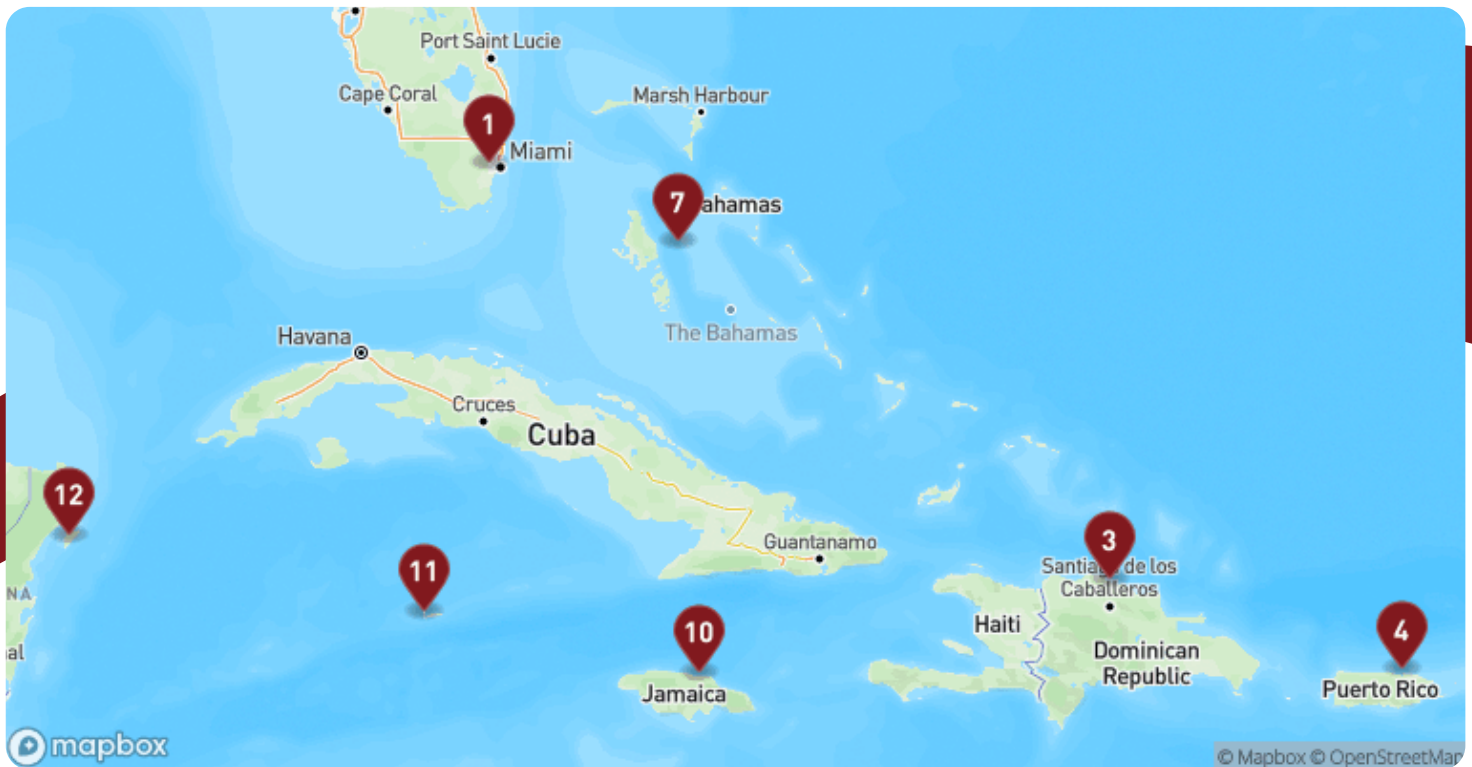 Port Saint Lucie
Cape Coral
Marsh Harbour
1
Miami
7
ahamas
Havana
The Bahamas
Cruces
Cuba
12
Guantanamo
3
Santia de los
Caballeros
11
NA
Haiti
10
4
al
Dominican
Republic
Jamaica
Puerto Rico
mapbox
© Mapbox © OpenStreetMap